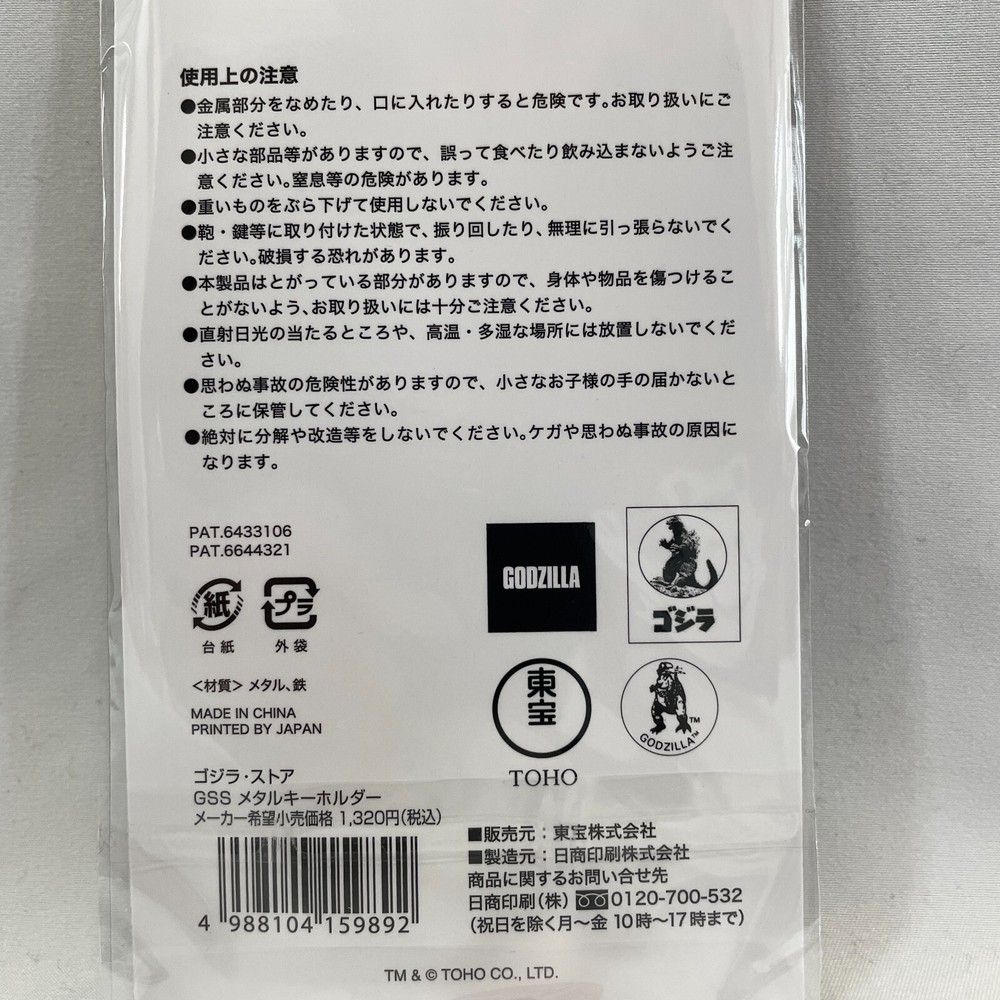 使用上の注意
●金属部分をなめたり、口に入れたりすると危険です。お取り扱いにご
注意ください。
●小さな部品等がありますので、誤って食べたり飲み込まないようご注
意ください。窒息等の危険があります。
●重いものをぶら下げて使用しないでください。
●鞄・鍵等に取り付けた状態で、振り回したり、無理に引っ張らないでく
ださい。破損する恐れがあります。
●本製品はとがっている部分がありますので、身体や物品を傷つけるこ
とがないよう、お取り扱いには十分ご注意ください。
●直射日光の当たるところや、高温・多湿な場所には放置しないでくだ
さい。
●思わぬ事故の危険性がありますので、小さなお子様の手の届かないと
ころに保管してください。
●絶対に分解や改造等をしないでください。ケガや思わぬ事故の原因に
なります。
PAT.6433106
PAT.6644321
紙
プラ
台紙
外袋
GODZILLA
ゴジラ
<材質> メタル、鉄
MADE IN CHINA
PRINTED BY JAPAN
東宝
TOHO
GODZILLA™
TM
ゴジラ・ストア
GSS メタルキーホルダー
メーカー希望小売価格 1,320円(税込)
4 988104 159892
■販売元：東宝株式会社
■製造元：日商印刷株式会社
商品に関するお問い合せ先
日商印刷(株) 0120-700-532
(祝日を除く月〜金 10時〜17時まで)
TM & © TOHO CO., LTD.